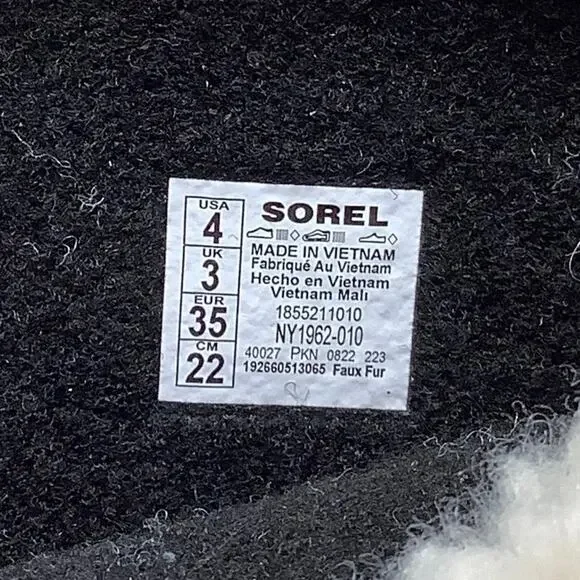 USA
4
UK
3
EUR
35
CM
22
SOREL
MADE IN VIETNAM
Fabriqué Au Vietnam
Hecho en Vietnam
Vietnam Malı
1855211010
NY1962-010
40027 PKN 0822 223
192660513065 Faux Fur